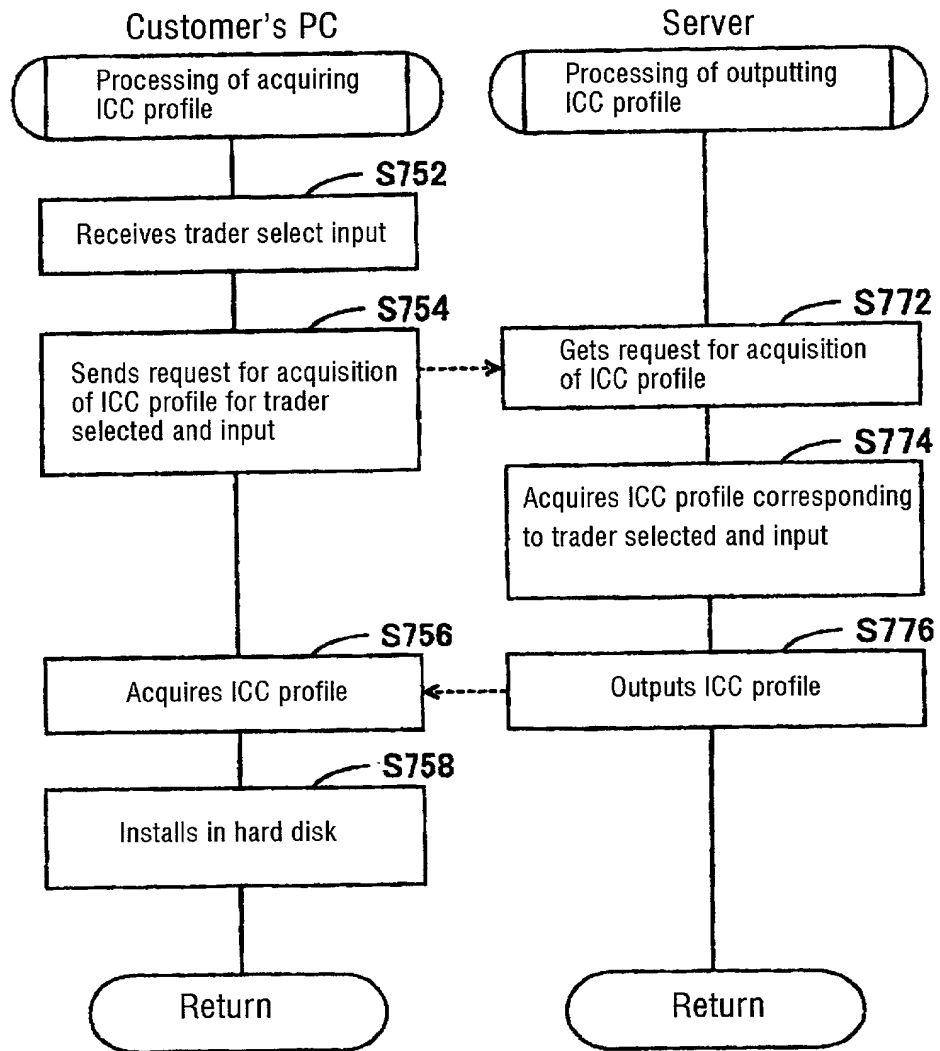 Customer's PC
Server
Processing of acquiring
ICC profile
Processing of outputting
ICC profile
S752
Receives trader select input
S754
Sends request for acquisition
of ICC profile for trader
selected and input
S772
Gets request for acquisition
of ICC profile
S774
Acquires ICC profile corresponding
to trader selected and input
S756
Acquires ICC profile
S776
Outputs ICC profile
S758
Installs in hard disk
Return
Return